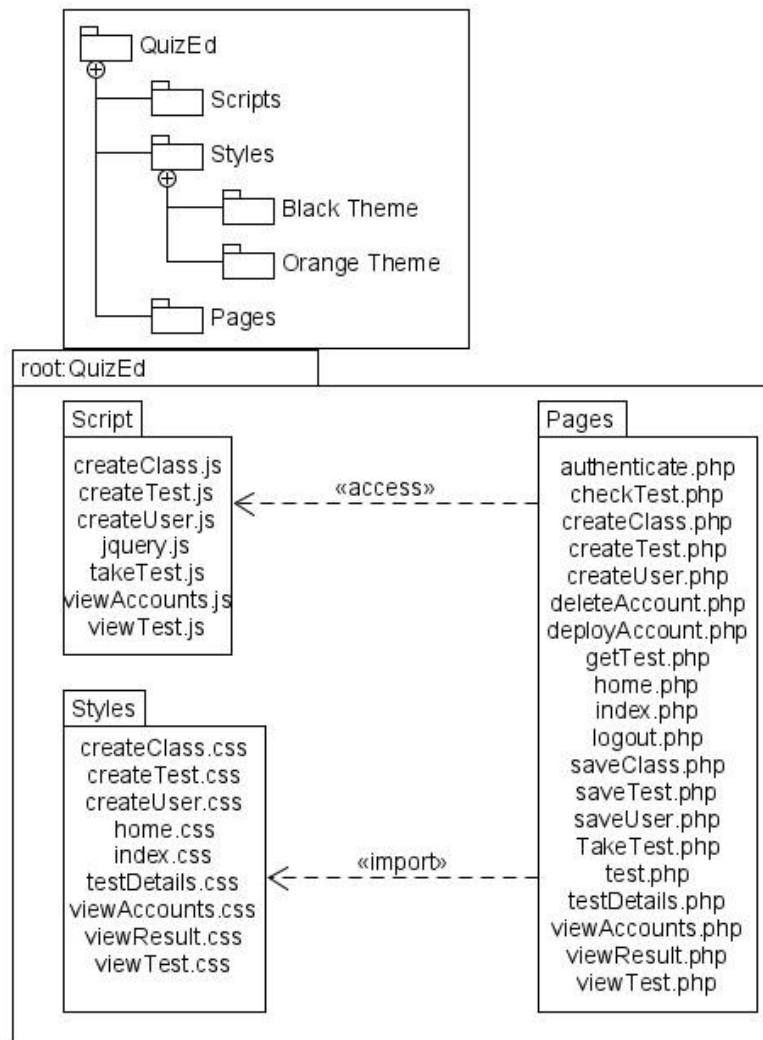 QuizEd
Scripts
Styles
Black Theme
Orange Theme
Pages
root:QuizEd
Script
createClass.js
createTest.js
createUser.js
jquery.js
takeTest.js
viewAccounts.js
viewTest.js
«access»
Styles
createClass.css
createTest.css
createUser.css
home.css
index.css
testDetails.css
viewAccounts.css
viewResult.css
viewTest.css
«import»
Pages
authenticate.php
checkTest.php
createClass.php
createTest.php
createUser.php
deleteAccount.php
deployAccount.php
getTest.php
home.php
index.php
logout.php
saveClass.php
saveTest.php
saveUser.php
TakeTest.php
test.php
testDetails.php
viewAccounts.php
viewResult.php
viewTest.php